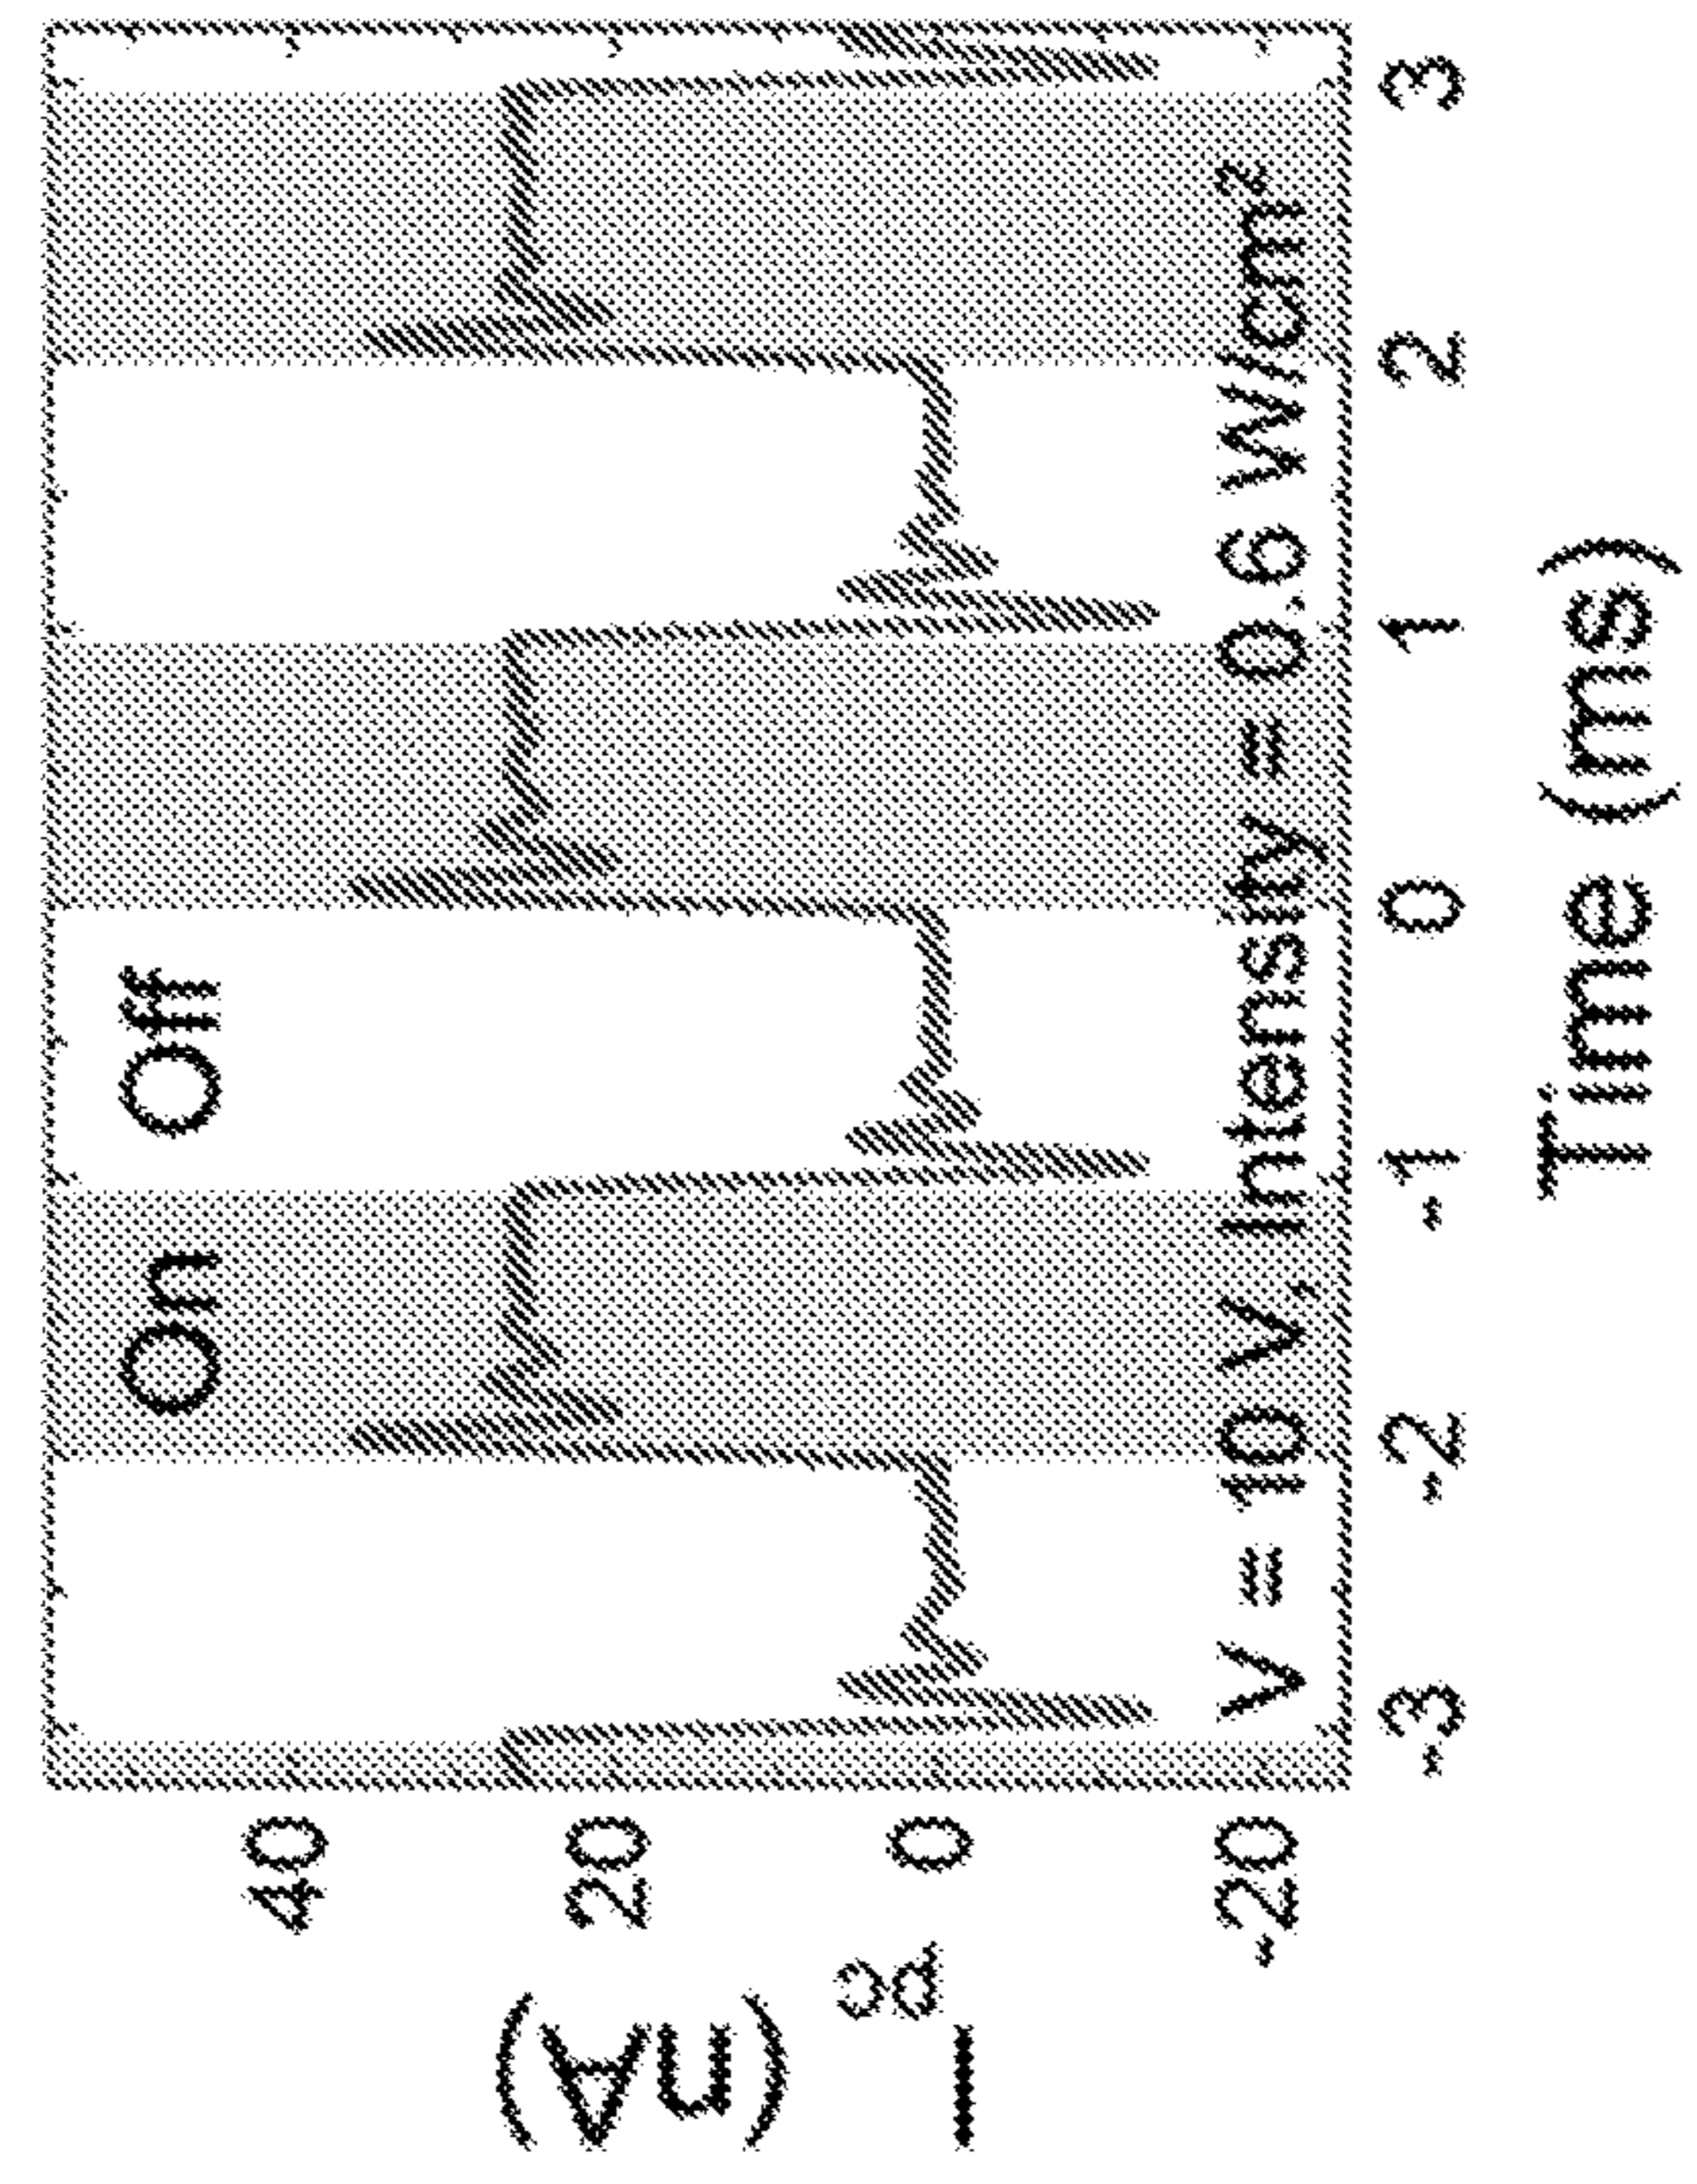 I_pc (nA)
40
20
0
-20
On Off
V = 10 V, Intensity = 0.6 W/cm²
-3 -2 -1 0 1 2 3
Time (ms)